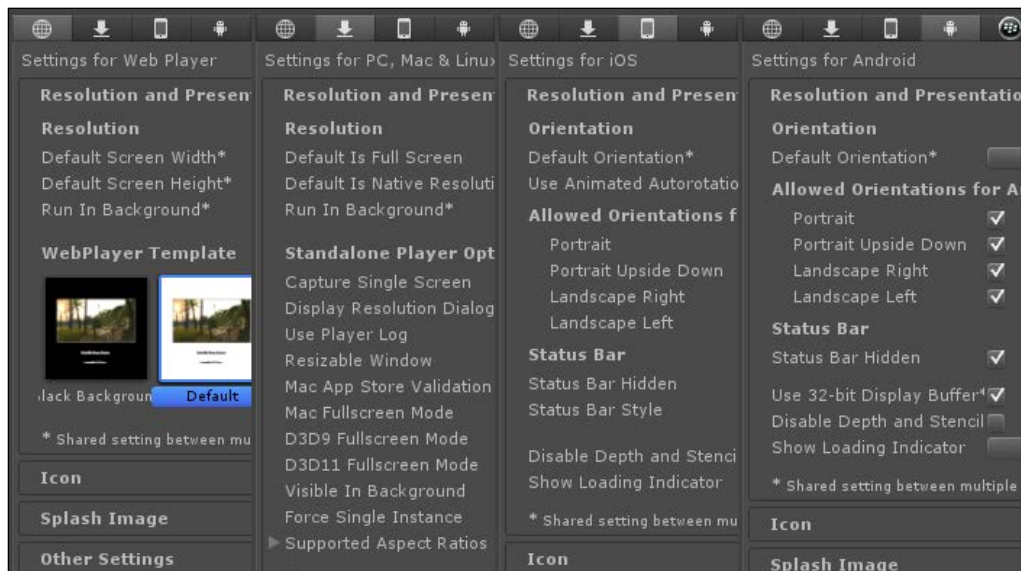 Settings for Web Player
Resolution and Presen
Resolution
Default Screen Width*
Default Screen Height*
Run In Background*
WebPlayer Template
lack Backgroun
Default
* Shared setting between mu
Icon
Splash Image
Other Settings
Settings for PC, Mac & Linux
Resolution and Presen
Resolution
Default Is Full Screen
Default Is Native Resoluti
Run In Background*
Standalone Player Opt
Capture Single Screen
Display Resolution Dialog
Use Player Log
Resizable Window
Mac App Store Validation
Mac Fullscreen Mode
D3D9 Fullscreen Mode
D3D11 Fullscreen Mode
Visible In Background
Force Single Instance
Supported Aspect Ratios
Settings for iOS
Resolution and Presen
Orientation
Default Orientation*
Use Animated Autorotatio
Allowed Orientations f
Portrait
Portrait Upside Down
Landscape Right
Landscape Left
Status Bar
Status Bar Hidden
Status Bar Style
Disable Depth and Stenci
Show Loading Indicator
* Shared setting between mu
Icon
Settings for Android
Resolution and Presentatio
Orientation
Default Orientation*
Allowed Orientations for A
Portrait
Portrait Upside Down
Landscape Right
Landscape Left
Status Bar
Status Bar Hidden
Use 32-bit Display Buffer*
Disable Depth and Stencil
Show Loading Indicator
* Shared setting between multiple
Icon
Splash Image